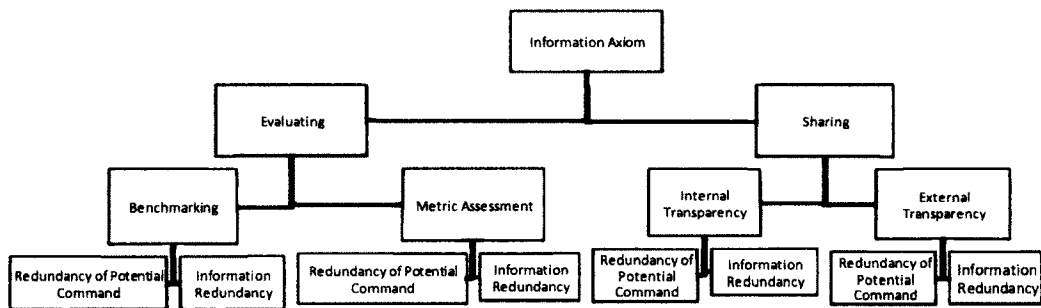 Information Axiom
Evaluating
Sharing
Benchmarking
Metric Assessment
Internal
Transparency
External
Transparency
Redundancy of Potential
Command
Information
Redundancy
Redundancy of Potential
Command
Information
Redundancy
Redundancy of
Potential
Command
Information
Redundancy
Redundancy of
Potential
Command
Information
Redundancy